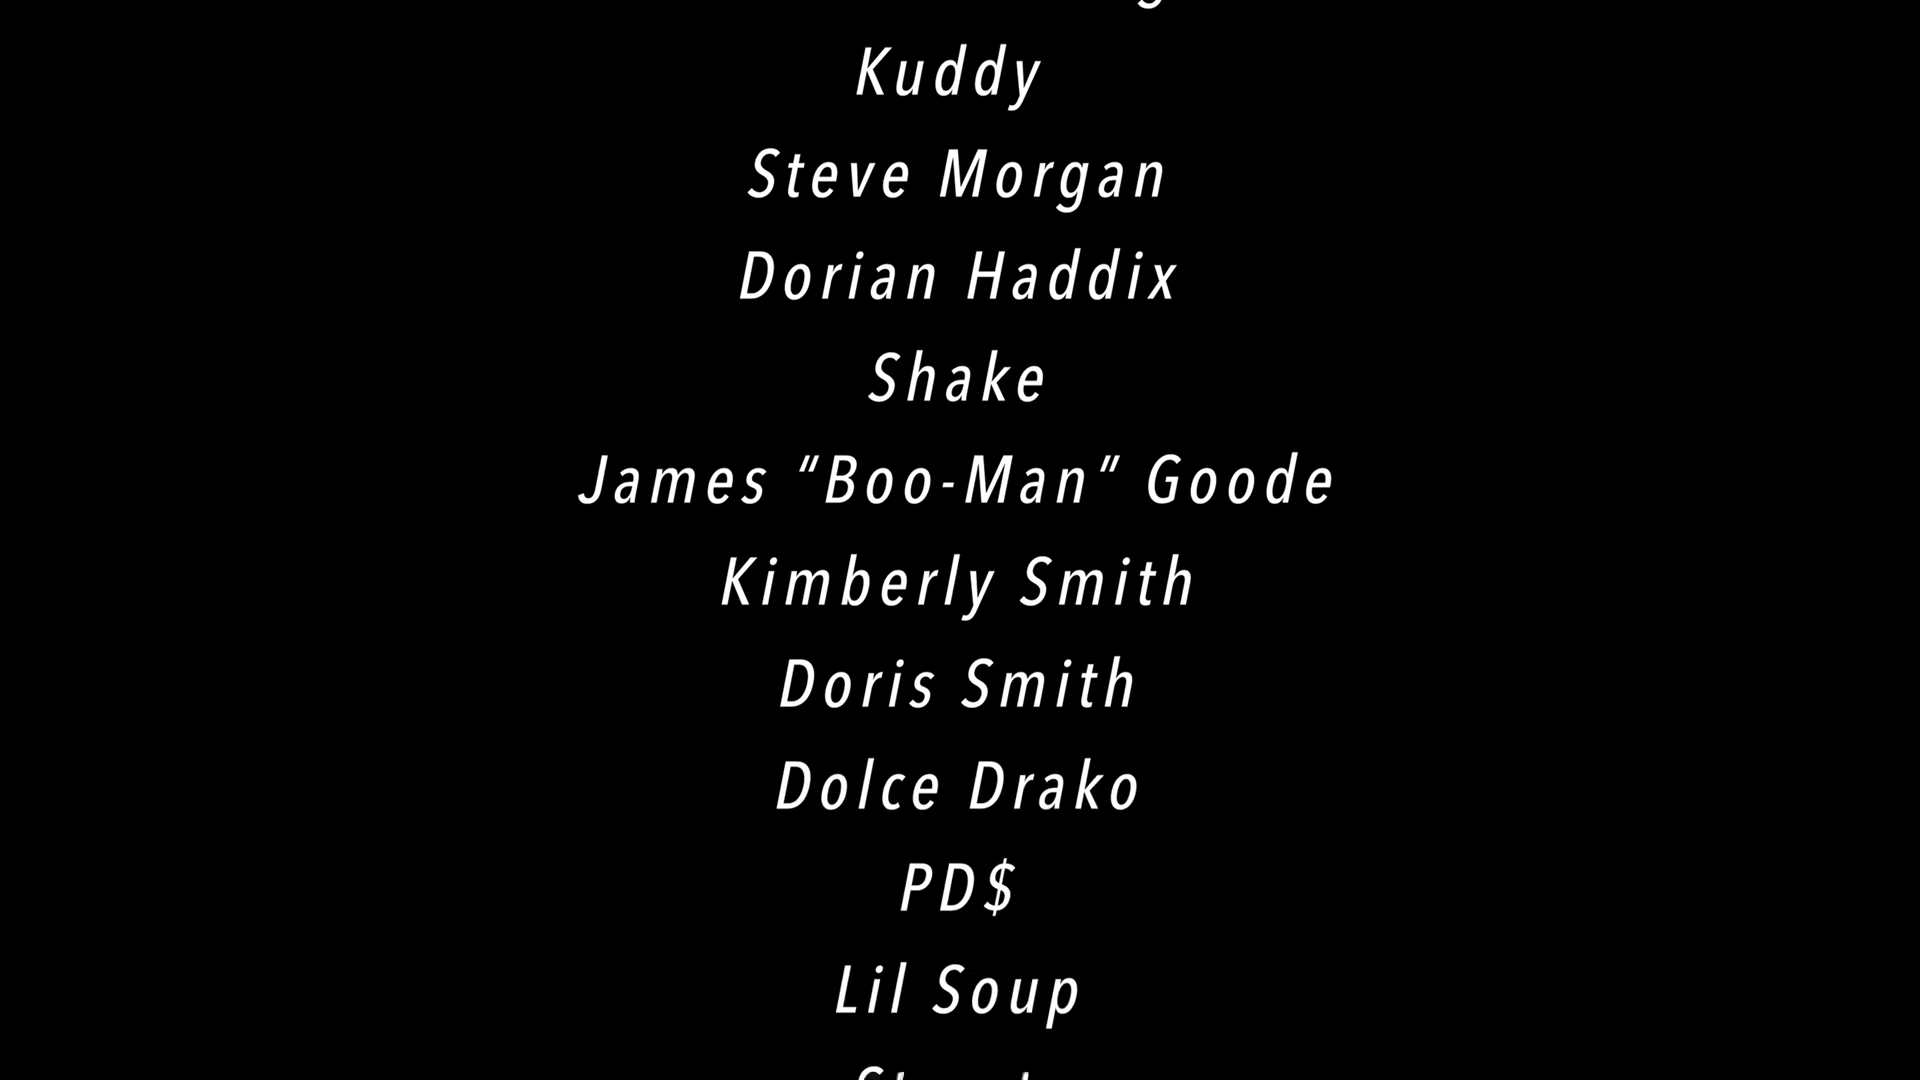 Kuddy
Steve Morgan
Dorian Haddix
Shake
James “Boo-Man” Goode
Kimberly Smith
Doris Smith
Dolce Drako
PD$
Lil Soup